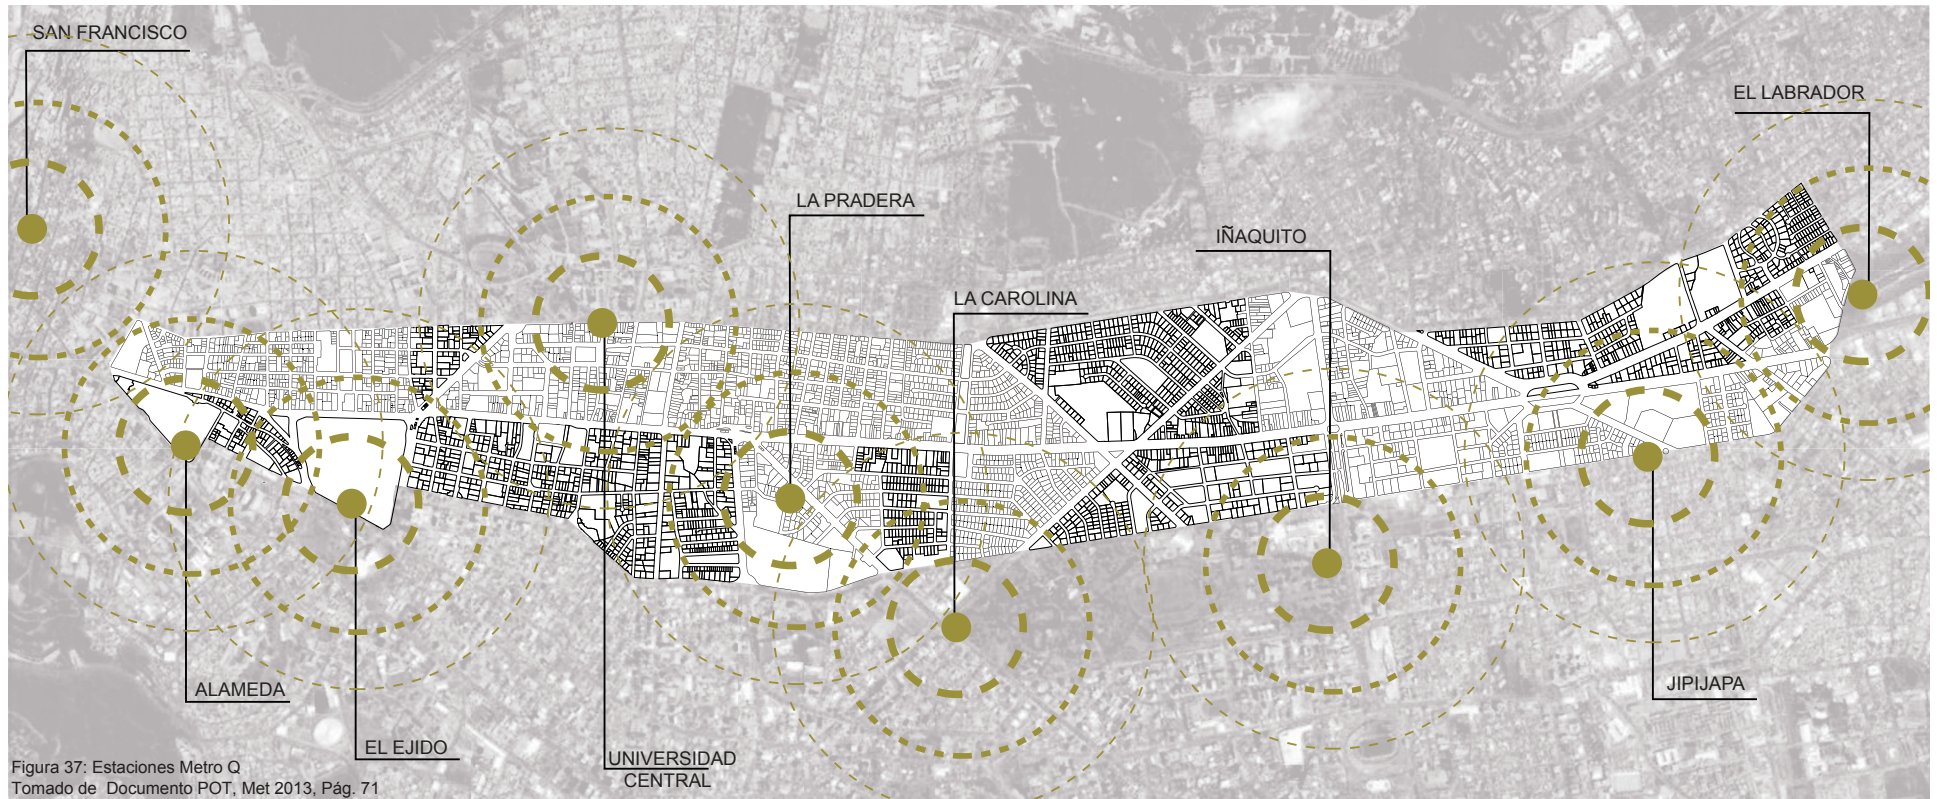 SAN FRANCISCO
EL LABRADOR
LA PRADERA
IÑAQUITO
LA CAROLINA
ALAMEDA
JIPIJAPA
EL EJIDO
UNIVERSIDAD
CENTRAL
Figura 37: Estaciones Metro Q
Tomado de Documento POT, Met 2013, Pág. 71